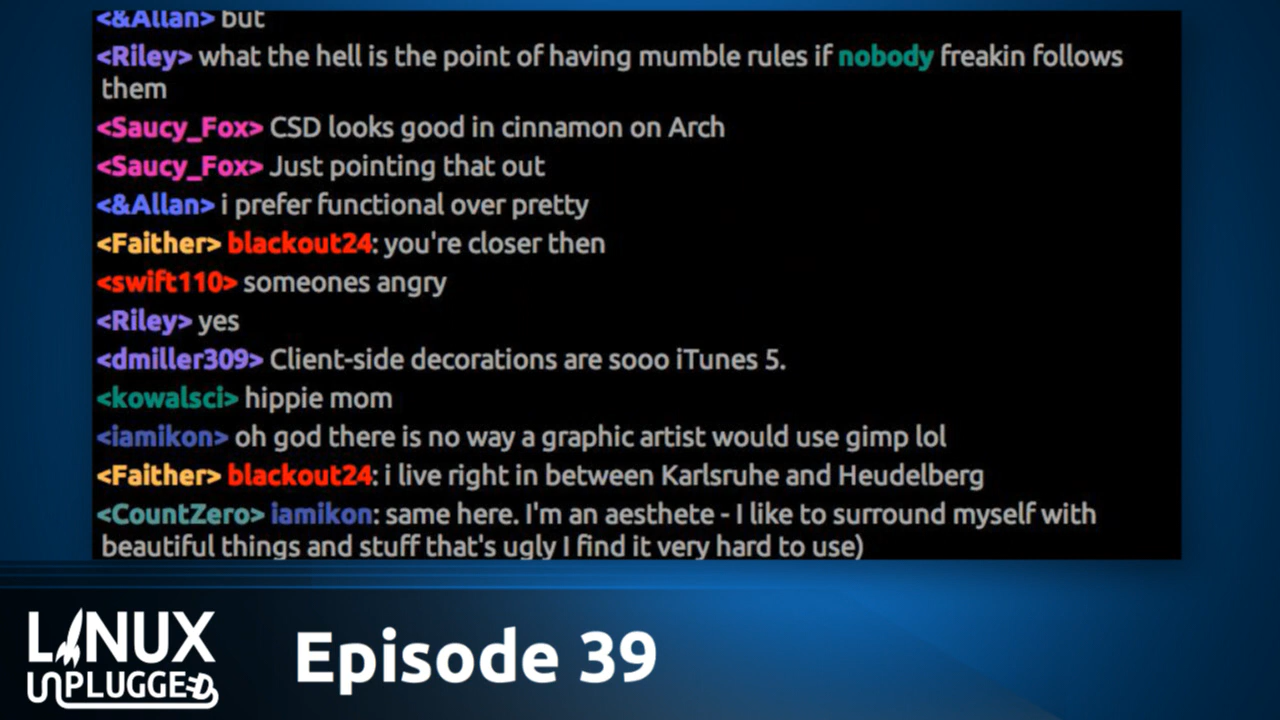 <&Allan> but
<Riley> what the hell is the point of having mumble rules if nobody freakin follows
them
<Saucy_Fox> CSD looks good in cinnamon on Arch
<Saucy_Fox> Just pointing that out
<&Allan> i prefer functional over pretty
<Faither> blackout24: you're closer then
<swift110> someones angry
<Riley> yes
<dmiller309> Client-side decorations are sooo iTunes 5.
<kowalsci> hippie mom
<iamikon> oh god there is no way a graphic artist would use gimp lol
<Faither> blackout24: i live right in between Karlsruhe and Heudelberg
<CountZero> iamikon: same here. I'm an aesthete - I like to surround myself with
beautiful things and stuff that's ugly I find it very hard to use)
LINUX
UNPLUGGED
Episode 39